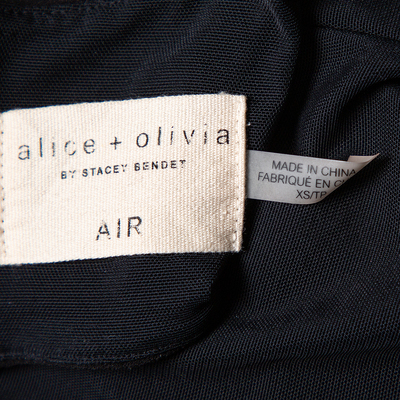 alice + olivia
BY STACEY BENDET
AIR
MADE IN CHINA
FABRIQUÉ EN
XS/TP